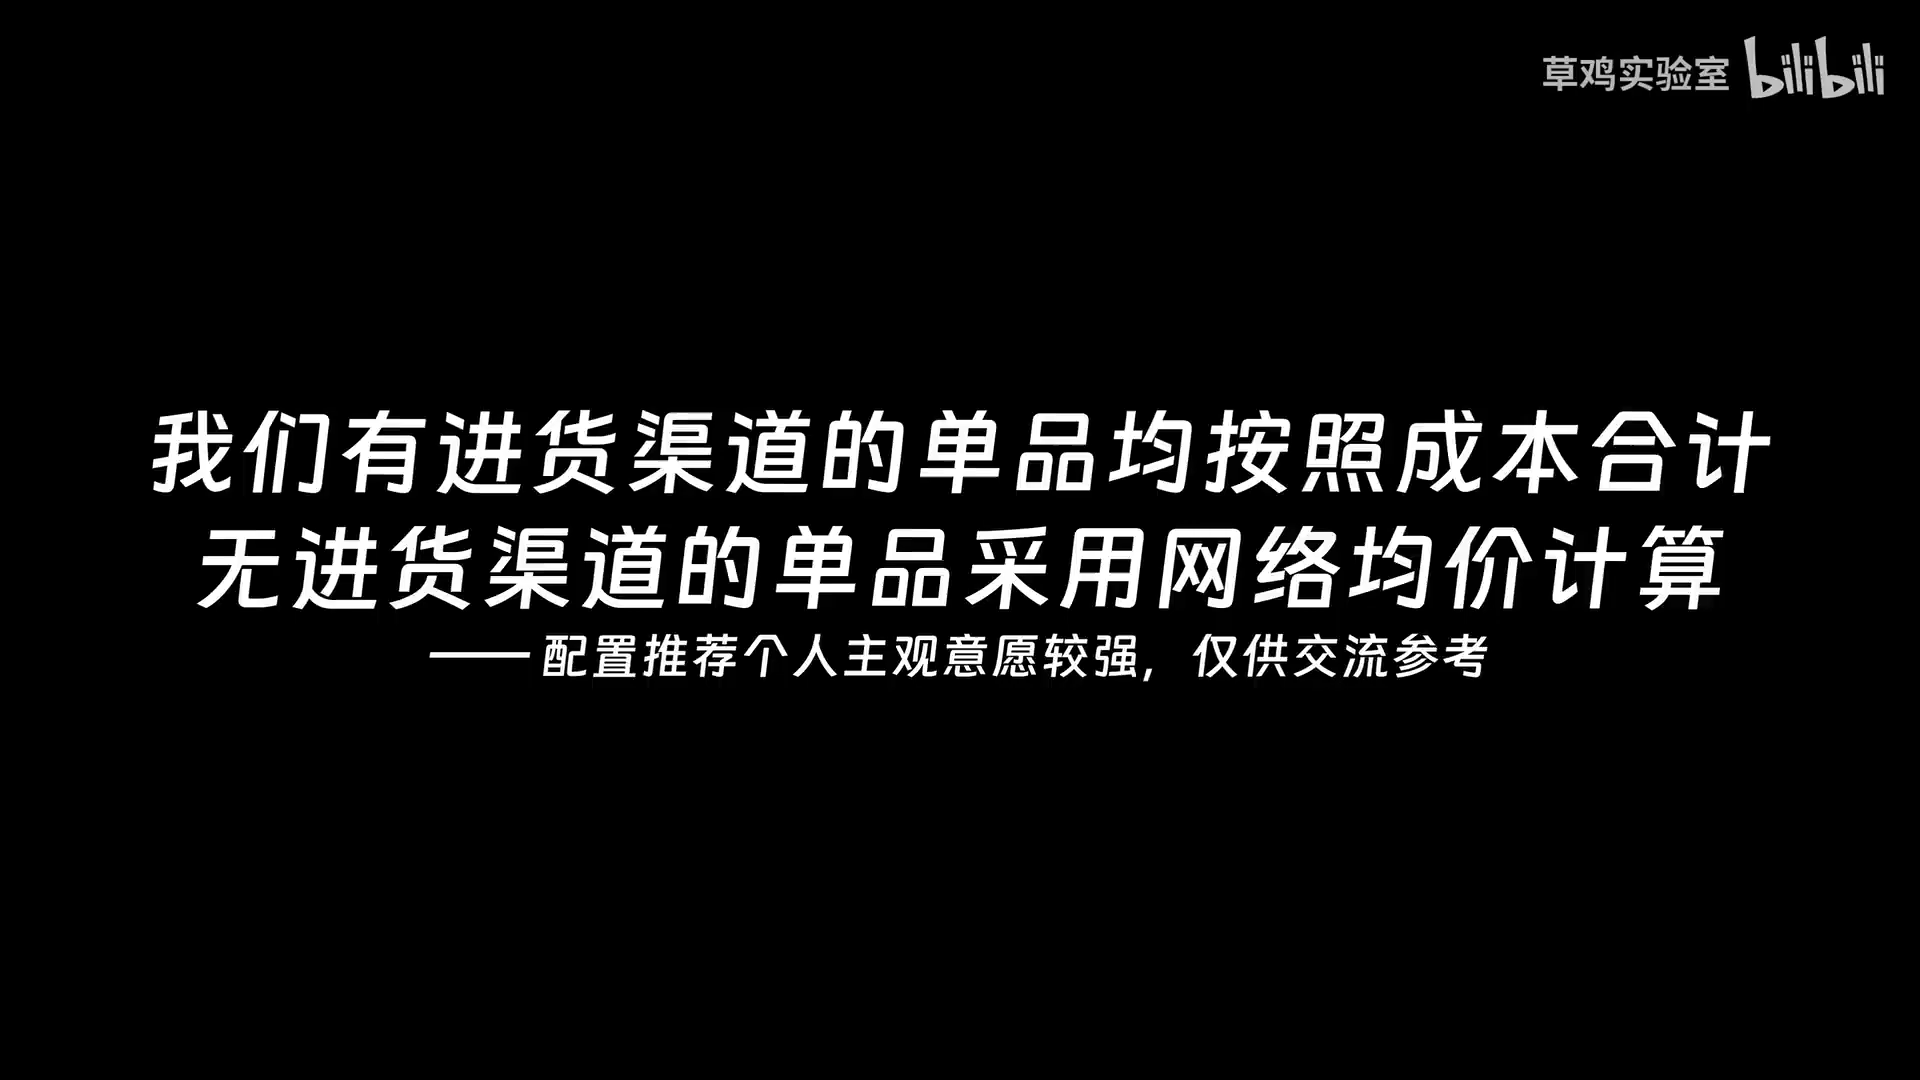 草鸡实验室 bilibili
我们有进货渠道的单品均按照成本合计
无进货渠道的单品采用网络均价计算
——配置推荐个人主观意愿较强，仅供交流参考